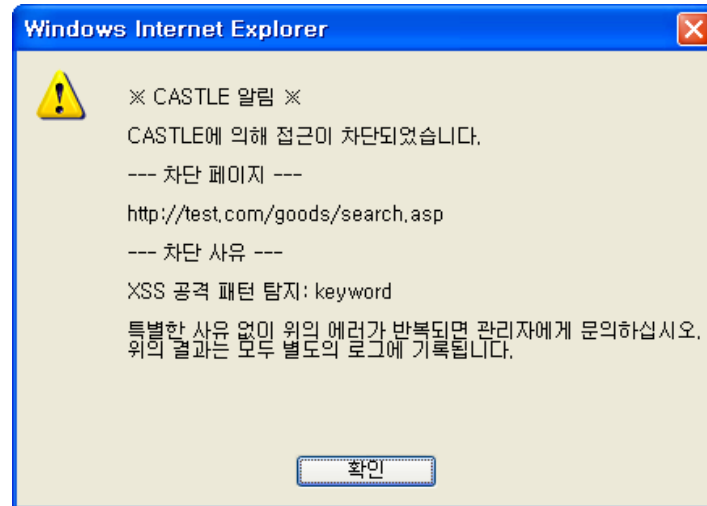 Windows Internet Explorer
※ CASTLE 알림 ※
CASTLE에 의해 접근이 차단되었습니다.
--- 차단 페이지 ---
http://test.com/goods/search.asp
--- 차단 사유 ---
XSS 공격 패턴 탐지: keyword
특별한 사유 없이 위의 에러가 반복되면 관리자에게 문의하십시오.
위의 결과는 모두 별도의 로그에 기록됩니다.
확인